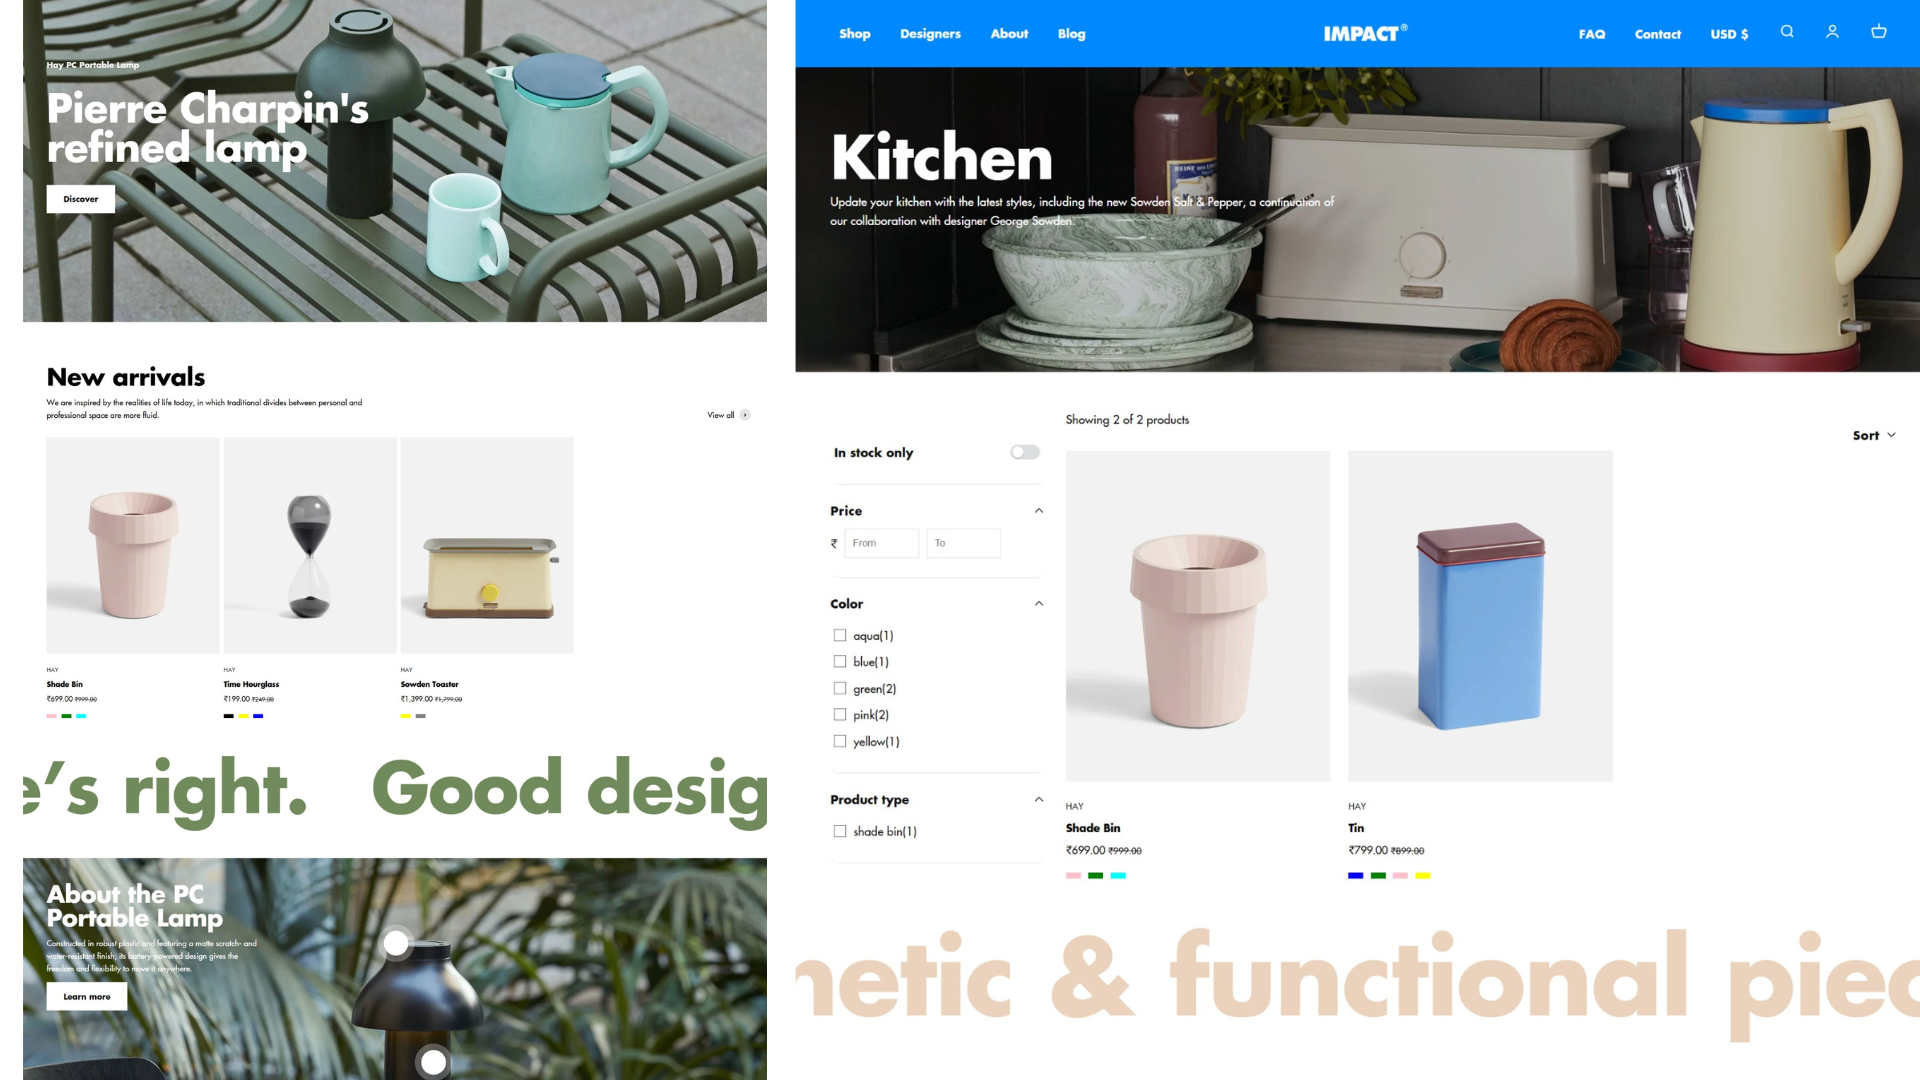 Hay PC Portable Lamp
Pierre Charpin's
refined lamp
Discover
New arrivals
We are inspired by the realities of life today, in which traditional divides between personal and
professional space are more fluid.
View all
HAY
Shade Bin
₹699.00 ₹999.00
HAY
Time Hourglass
₹199.00 ₹249.00
HAY
Sowden Toaster
₹1,399.00 ₹1,799.00
e’s right. Good desig
About the PC
Portable Lamp
Constructed in robust plastic and featuring a matte scratch- and
water-resistant finish, its battery-powered design gives the
freedom and flexibility to move it anywhere.
Learn more
Shop Designers About Blog IMPACT® FAQ Contact USD $
Kitchen
Update your kitchen with the latest styles, including the new Sowden Salt & Pepper, a continuation of
our collaboration with designer George Sowden.
Showing 2 of 2 products
Sort
In stock only
Price
₹ From To
Color
aqua(1)
blue(1)
green(2)
pink(2)
yellow(1)
Product type
shade bin(1)
HAY
Shade Bin
₹699.00 ₹999.00
HAY
Tin
₹799.00 ₹899.00
hetic & functional piec